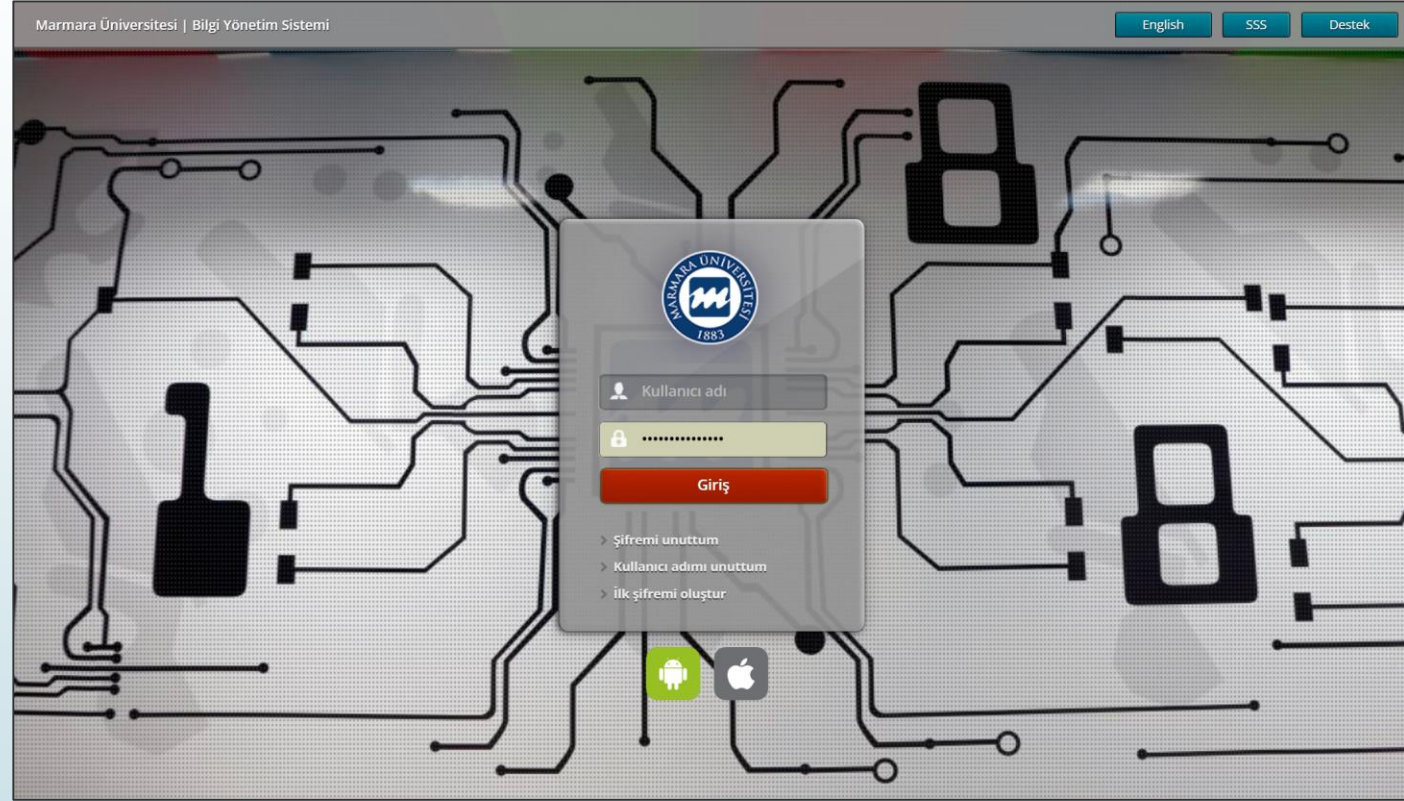 Marmara Üniversitesi | Bilgi Yönetim Sistemi
English
SSS
Destek
MARMARA ÜNİVERSİTESİ
m
1883
Kullanıcı adı
•••••••••••••••
Giriş
Şifremi unuttum
Kullanıcı adımı unuttum
İlk şifremi oluştur